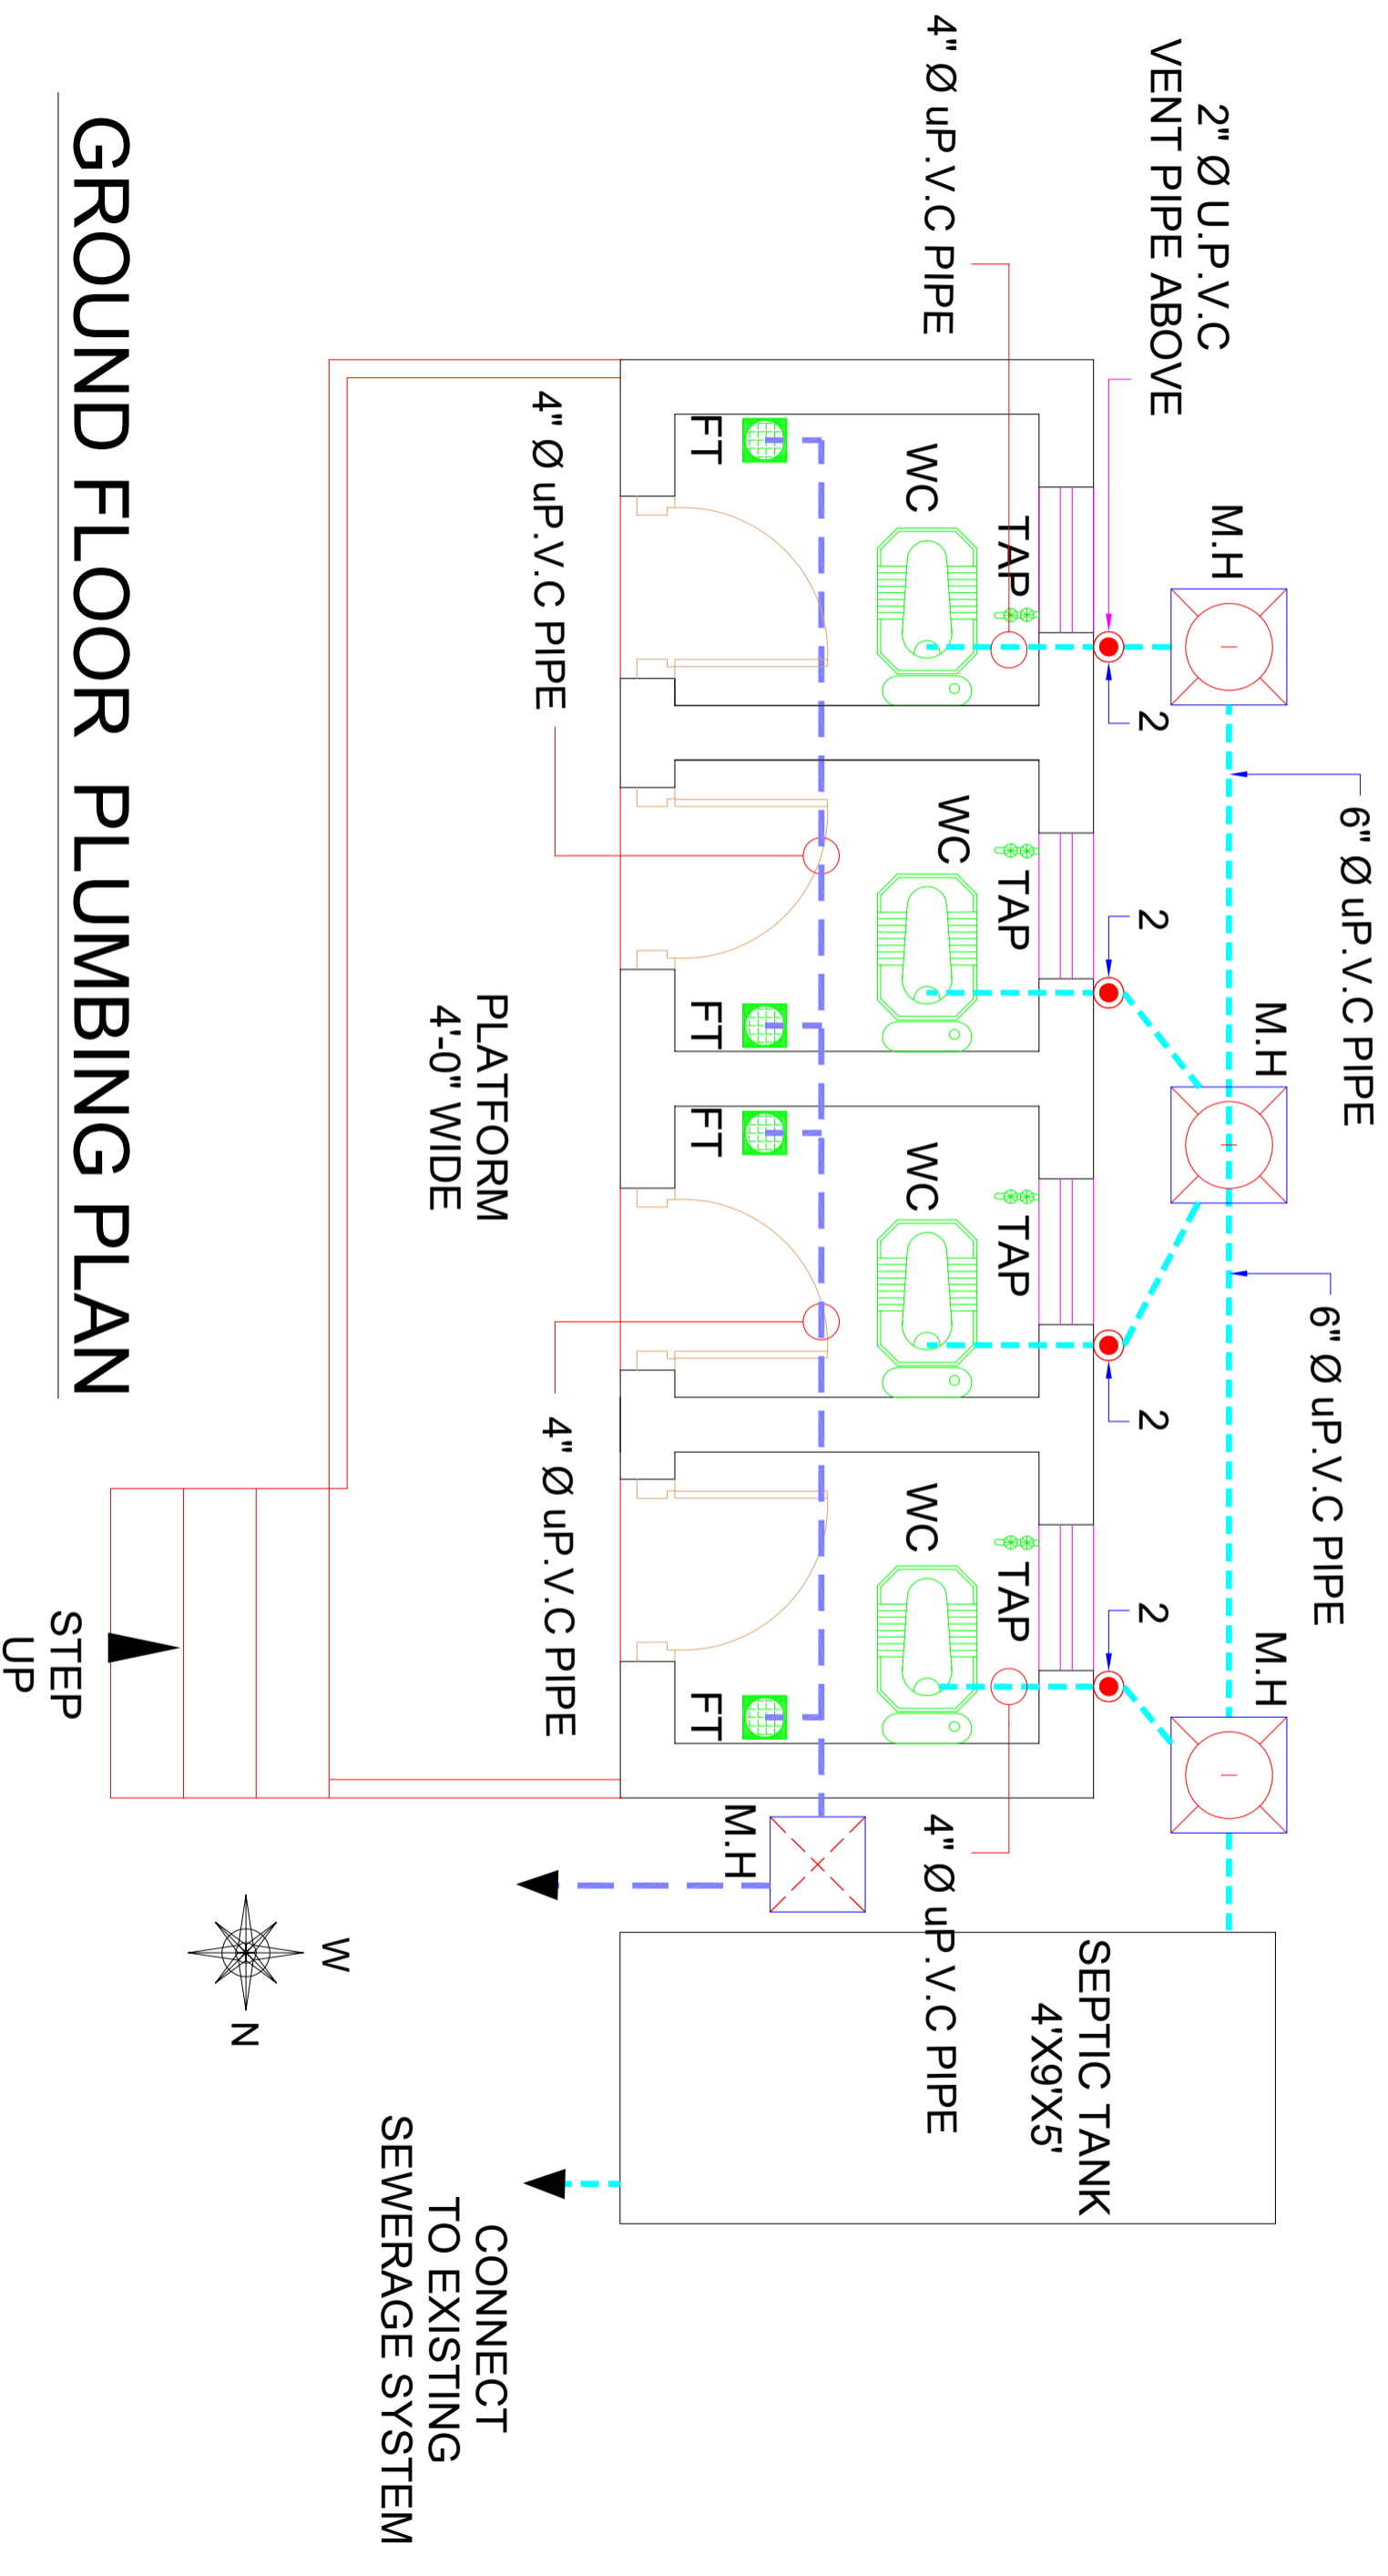 2" Ø U.P.V.C
VENT PIPE ABOVE
4" Ø uP.V.C PIPE
6" Ø uP.V.C PIPE
6" Ø uP.V.C PIPE
M.H
M.H
M.H
2
2
2
2
TAP
TAP
TAP
TAP
WC
WC
WC
WC
4" Ø uP.V.C PIPE
SEPTIC TANK
4'X9'X5'
FT
FT
FT
FT
M.H
4" Ø uP.V.C PIPE
4" Ø uP.V.C PIPE
PLATFORM
4'-0" WIDE
CONNECT
TO EXISTING
SEWERAGE SYSTEM
W
N
STEP
UP
GROUND FLOOR PLUMBING PLAN